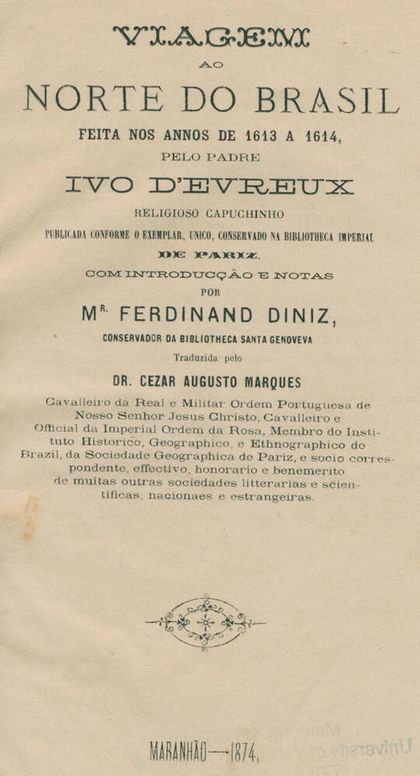 VIAGEM
AO
NORTE DO BRASIL
FEITA NOS ANNOS DE 1613 A 1614,
PELO PADRE
IVO D'EVREUX
RELIGIOSO CAPUCHINHO
PUBLICADA CONFORME O EXEMPLAR, UNICO, CONSERVADO NA BIBLIOTHECA IMPERIAL
DE PARIZ.
COM INTRODUCÇÃO E NOTAS
POR
MR. FERDINAND DINIZ,
CONSERVADOR DA BIBLIOTHECA SANTA GENOVEVA
Traduzida pelo
DR. CEZAR AUGUSTO MARQUES
Cavalleiro da Real e Militar Ordem Portugueza de
Nosso Senhor Jesus Christo, Cavalleiro e
Official da Imperial Ordem da Rosa, Membro do Insti-
tuto Historico, Geographico, e Ethnographico do
Brazil, da Sociedade Geographica de Pariz, e socio corres-
pondente, effectivo, honorario e benemerito
de muitas outras sociedades litterarias e scien-
tificas, nacionaes e estrangeiras.
MARANHÃO—1874.